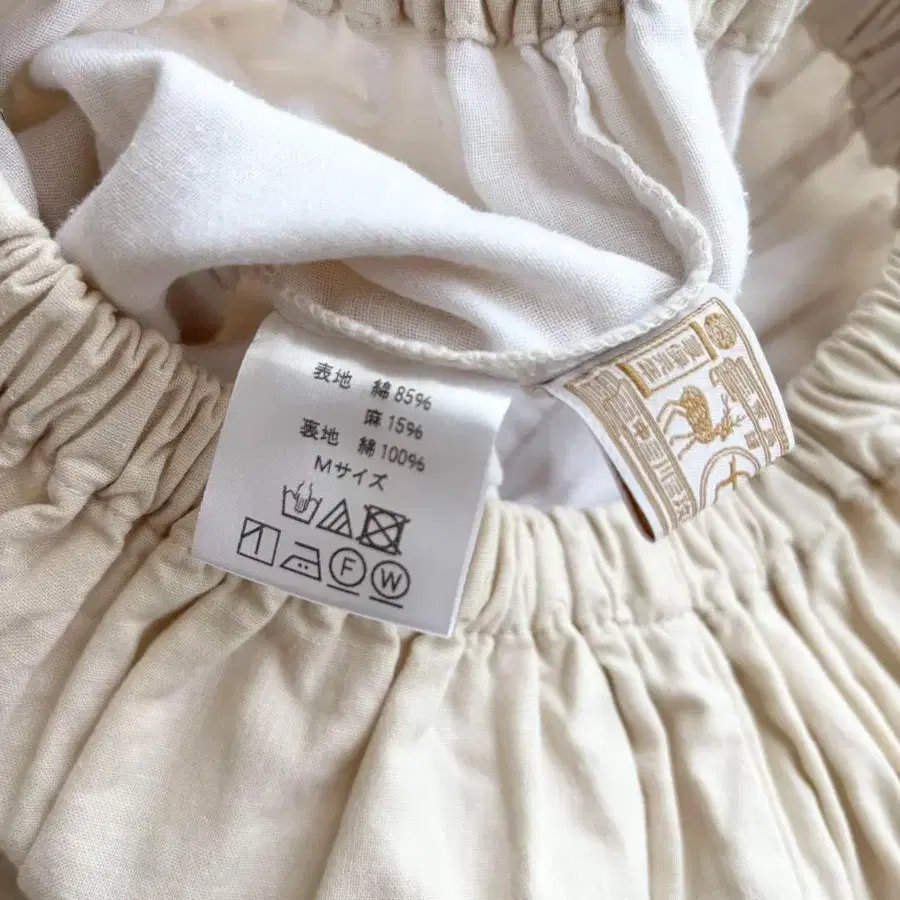 表地 綿 85%
麻 15%
裏地 綿 100%
Mサイズ
F W